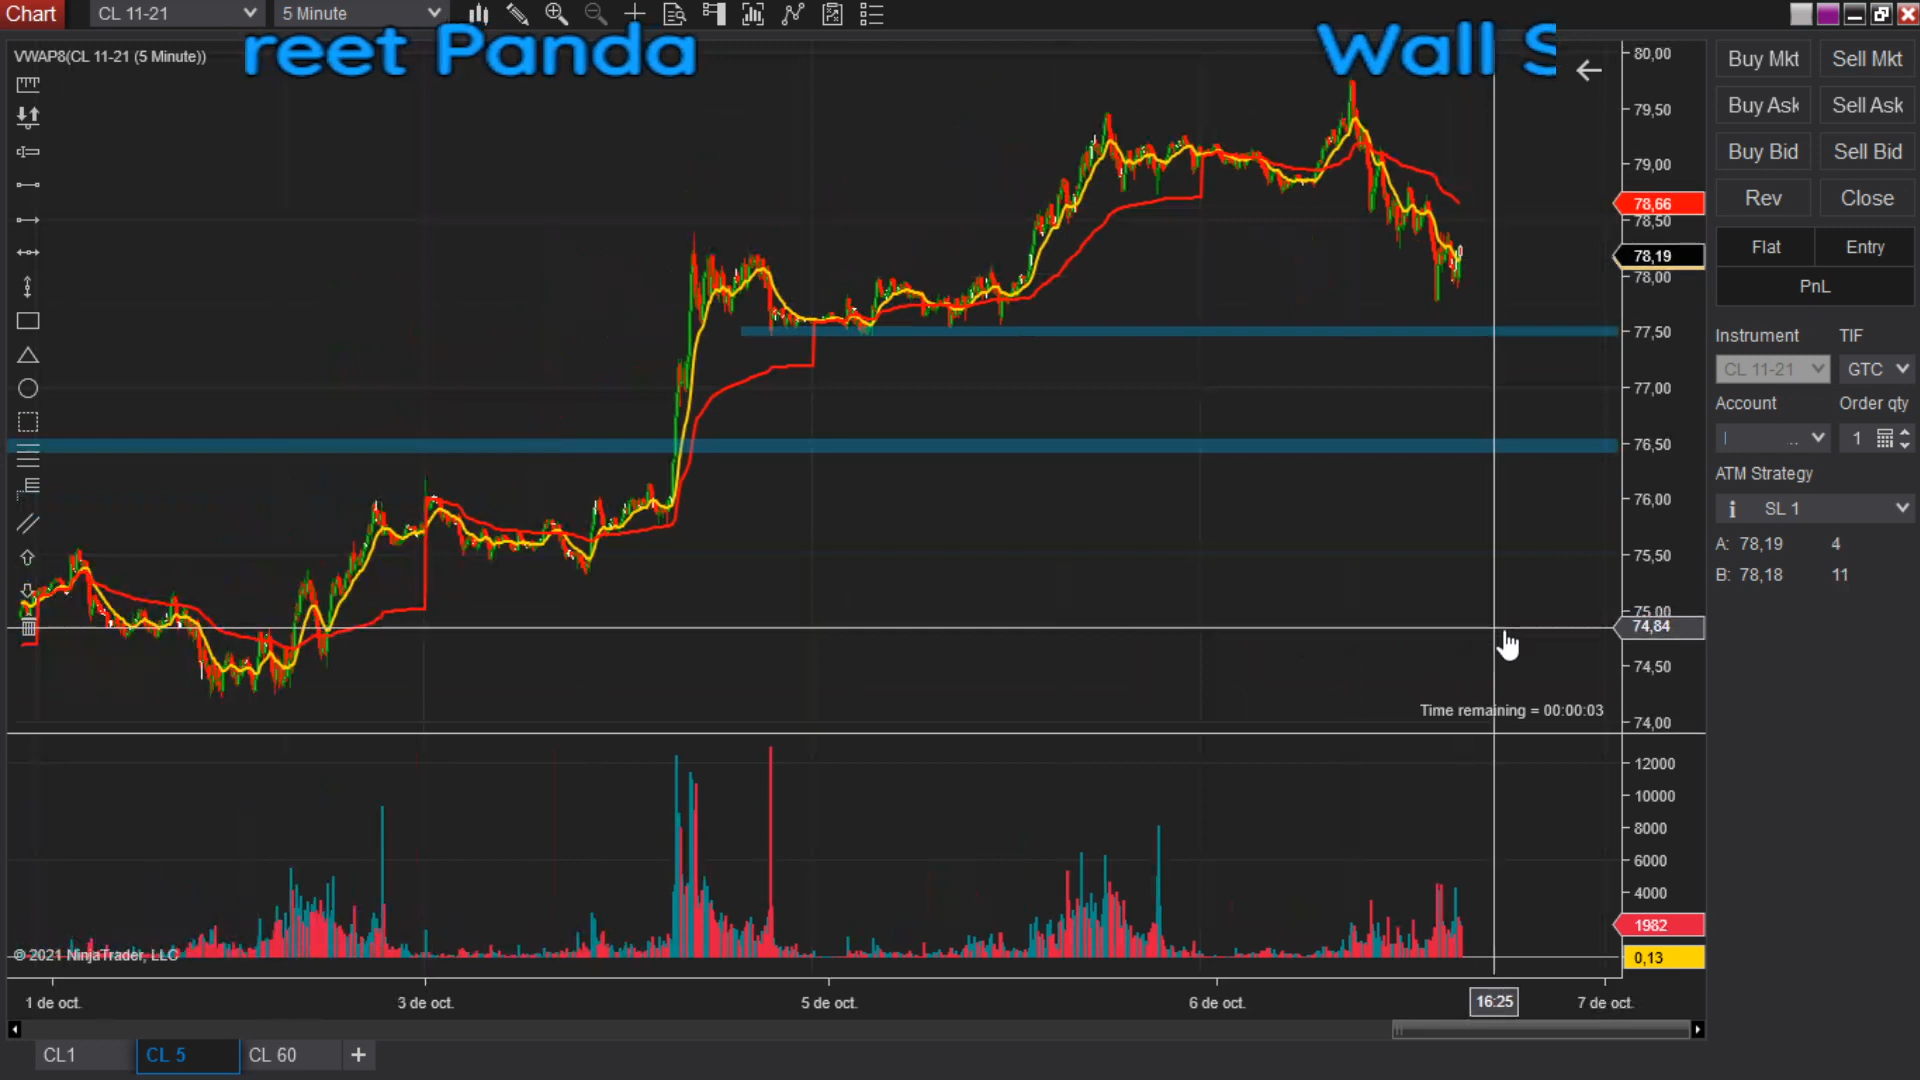 Chart
CL 11-21
5 Minute
reet Panda
Wall S
VWAP8(CL 11-21 (5 Minute))
80,00
79,50
79,00
78,66
78,50
78,19
78,00
77,50
77,00
76,50
76,00
75,50
75,00
74,84
74,50
74,00
Time remaining = 00:00:03
12000
10000
8000
6000
4000
1982
0,13
© 2021 NinjaTrader, LLC
1 de oct.
3 de oct.
5 de oct.
6 de oct.
16:25
7 de oct.
CL1
CL 5
CL 60
+
Buy Mkt
Sell Mkt
Buy Ask
Sell Ask
Buy Bid
Sell Bid
Rev
Close
Flat
Entry
PnL
Instrument
TIF
CL 11-21
GTC
Account
Order qty
..
1
ATM Strategy
i
SL 1
A: 78,19
4
B: 78,18
11